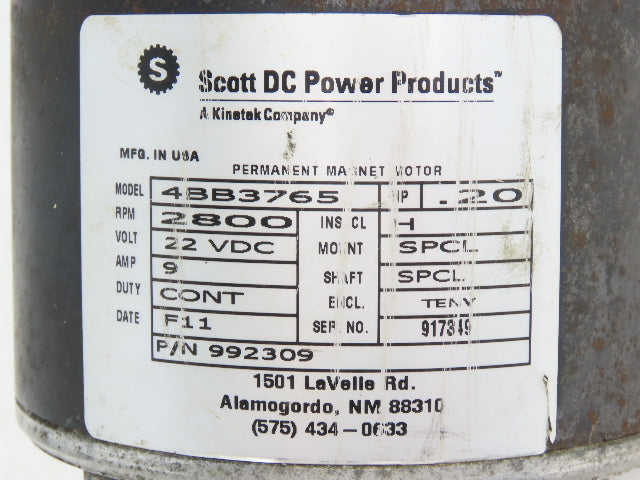 S
Scott DC Power Products™
A Kinetek Company®
MFG. IN USA
PERMANENT MAGNET MOTOR
MODEL 4BB3765 HP .20
RPM 2800 INS CL H
VOLT 22 VDC MOUNT SPCL
AMP 9 SHAFT SPCL
DUTY CONT ENCL. TENV
DATE F11 SER. NO. 917349
P/N 992309
1501 LaVelle Rd.
Alamogordo, NM 88310
(575) 434-0633